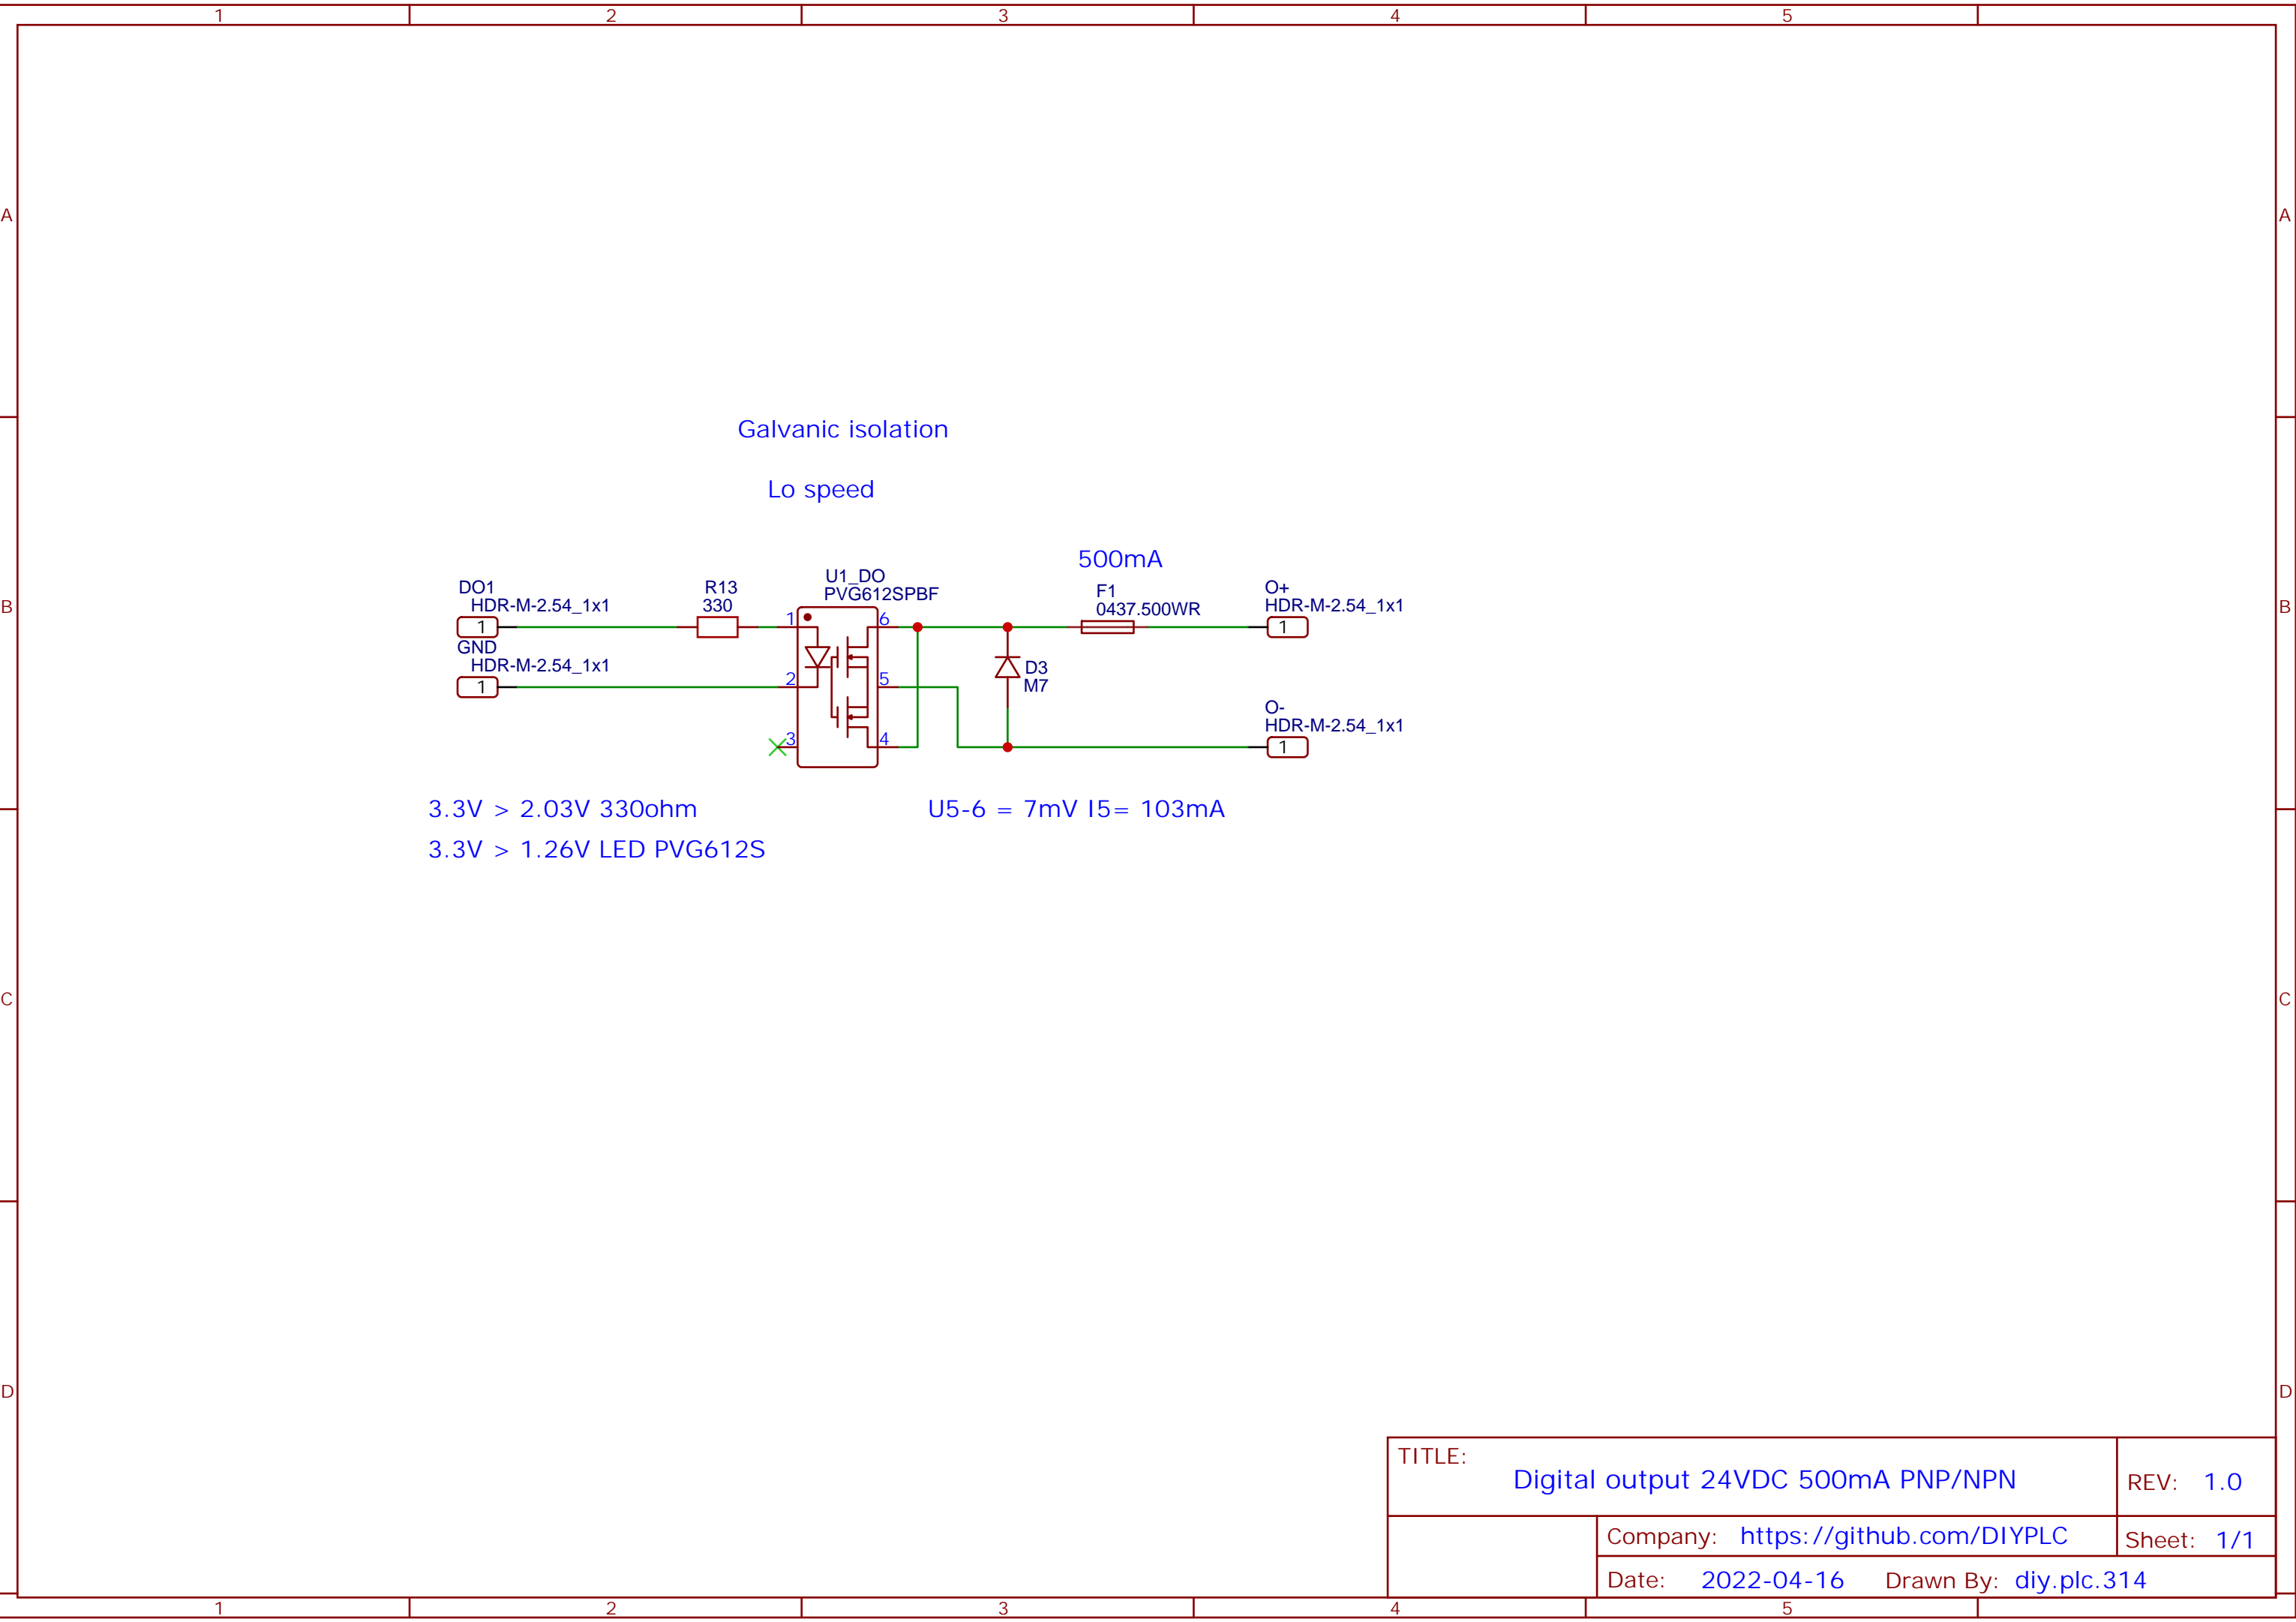 1 2 3 4 5
A A
Galvanic isolation
Lo speed
500mA
DO1
HDR-M-2.54_1x1
1
GND
HDR-M-2.54_1x1
1
R13
330
U1_DO
PVG612SPBF
1
2
3
6
5
4
D3
M7
F1
0437.500WR
O+
HDR-M-2.54_1x1
1
O-
HDR-M-2.54_1x1
1
B B
3.3V > 2.03V 330ohm
3.3V > 1.26V LED PVG612S
U5-6 = 7mV I5= 103mA
C C
D D
TITLE:
Digital output 24VDC 500mA PNP/NPN
REV: 1.0
Company: https://github.com/DIYPLC
Sheet: 1/1
Date: 2022-04-16 Drawn By: diy.plc.314
1 2 3 4 5